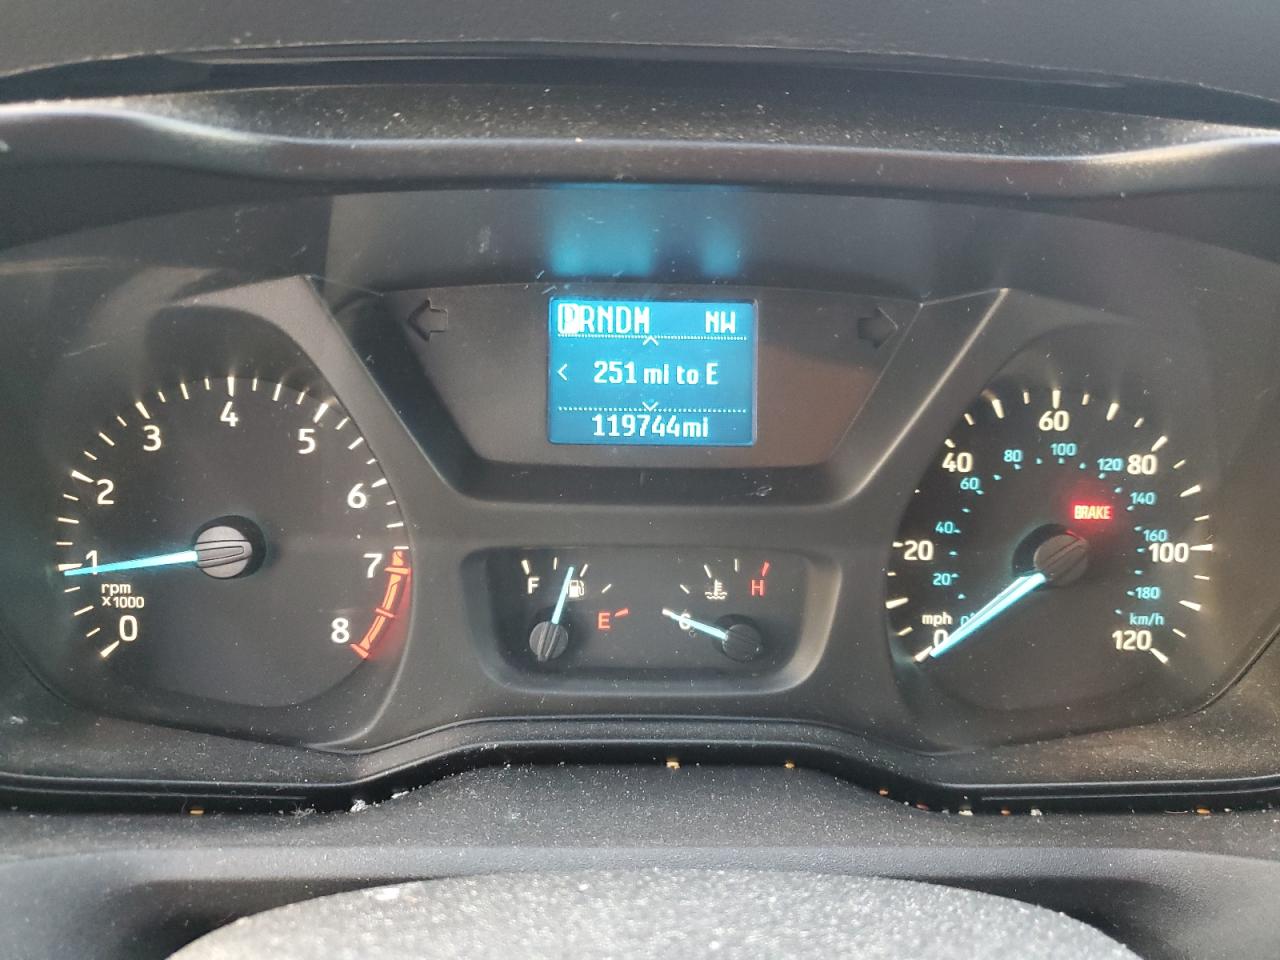 PRNDM NW
< 251 mi to E
119744mi
0 1 2 3 4 5 6 7 8
rpm
x1000
F E
C H
0 20 40 60 80 100 120
mph
20 40 60 80 100 120 140 160 180
km/h
BRAKE